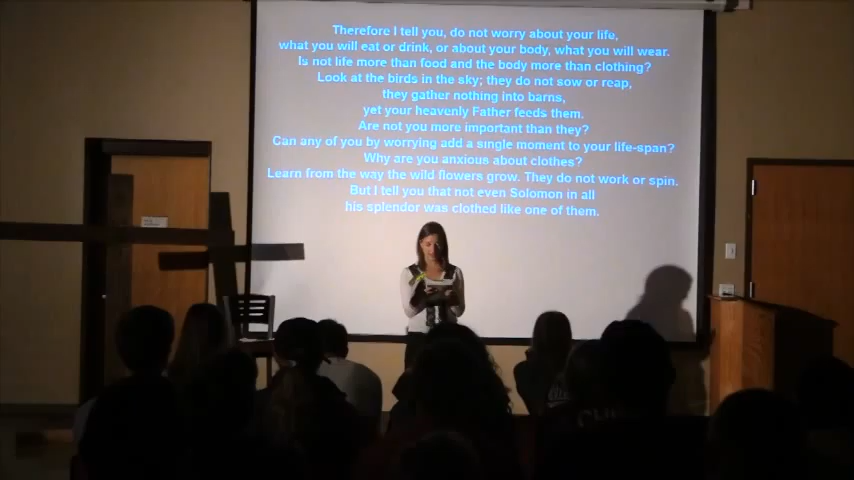 Therefore I tell you, do not worry about your life,
what you will eat or drink, or about your body, what you will wear.
Is not life more than food and the body more than clothing?
Look at the birds in the sky; they do not sow or reap,
they gather nothing into barns,
yet your heavenly Father feeds them.
Are not you more important than they?
Can any of you by worrying add a single moment to your life-span?
Why are you anxious about clothes?
Learn from the way the wild flowers grow. They do not work or spin.
But I tell you that not even Solomon in all
his splendor was clothed like one of them.